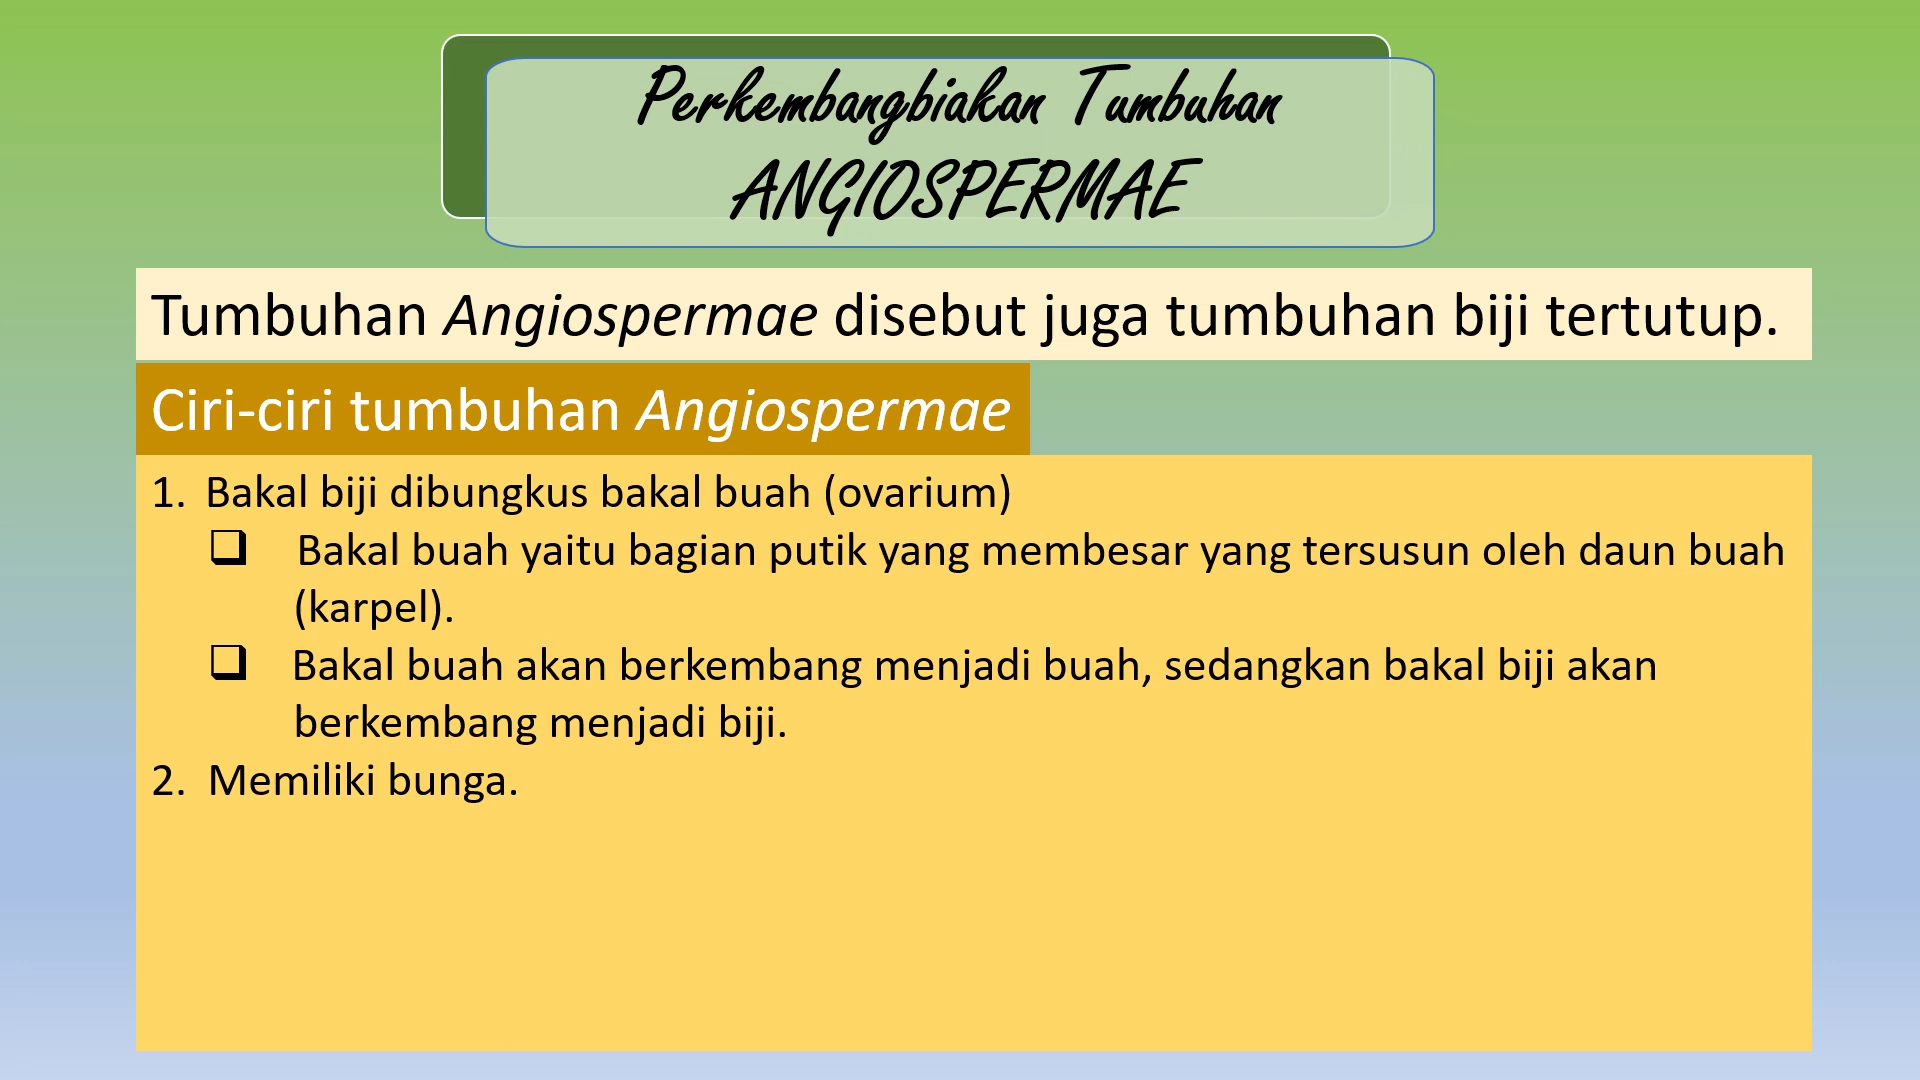 Perkembangbiakan Tumbuhan
ANGIOSPERMAE
Tumbuhan Angiospermae disebut juga tumbuhan biji tertutup.
Ciri-ciri tumbuhan Angiospermae
1. Bakal biji dibungkus bakal buah (ovarium)
❑ Bakal buah yaitu bagian putik yang membesar yang tersusun oleh daun buah
(karpel).
❑ Bakal buah akan berkembang menjadi buah, sedangkan bakal biji akan
berkembang menjadi biji.
2. Memiliki bunga.